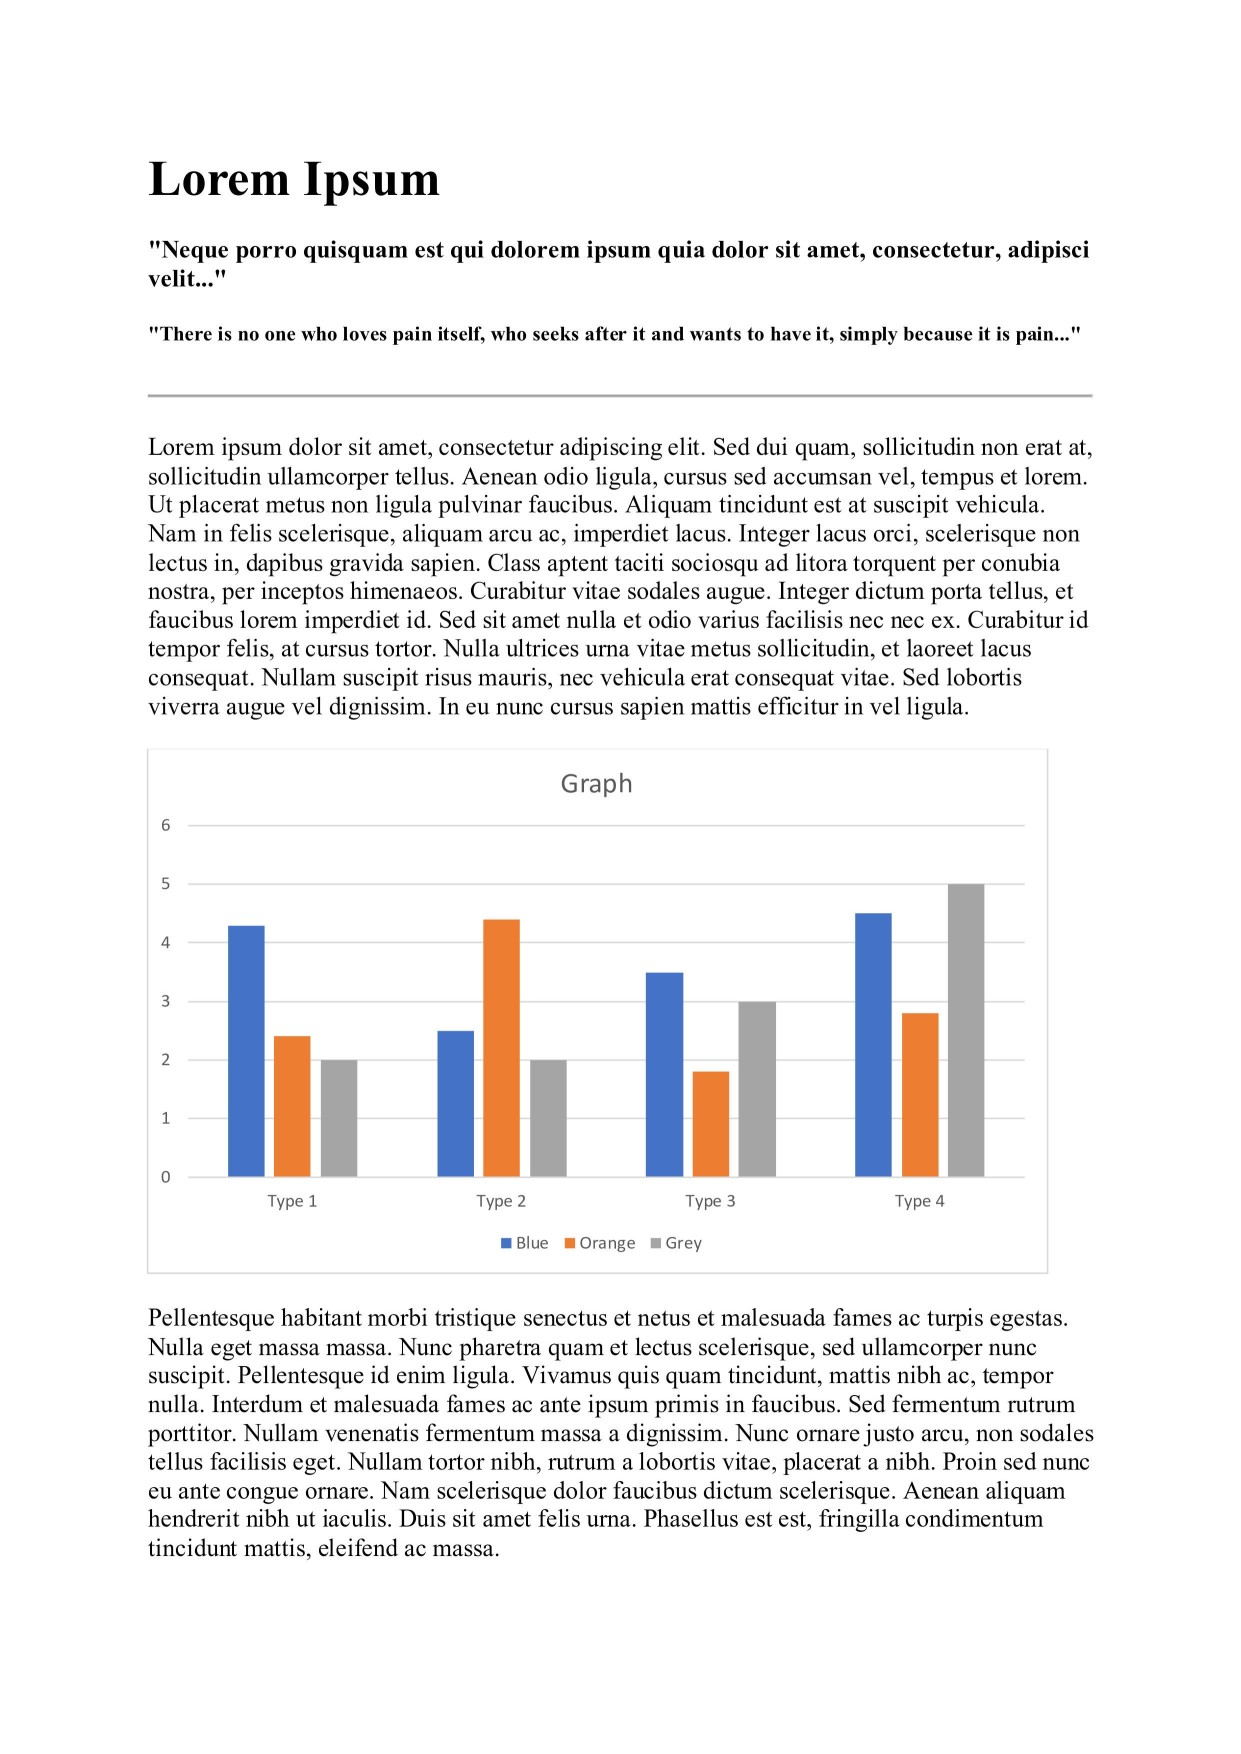 Lorem Ipsum
"Neque porro quisquam est qui dolorem ipsum quia dolor sit amet, consectetur, adipisci
velit..."
"There is no one who loves pain itself, who seeks after it and wants to have it, simply because it is pain..."
Lorem ipsum dolor sit amet, consectetur adipiscing elit. Sed dui quam, sollicitudin non erat at,
sollicitudin ullamcorper tellus. Aenean odio ligula, cursus sed accumsan vel, tempus et lorem.
Ut placerat metus non ligula pulvinar faucibus. Aliquam tincidunt est at suscipit vehicula.
Nam in felis scelerisque, aliquam arcu ac, imperdiet lacus. Integer lacus orci, scelerisque non
lectus in, dapibus gravida sapien. Class aptent taciti sociosqu ad litora torquent per conubia
nostra, per inceptos himenaeos. Curabitur vitae sodales augue. Integer dictum porta tellus, et
faucibus lorem imperdiet id. Sed sit amet nulla et odio varius facilisis nec nec ex. Curabitur id
tempor felis, at cursus tortor. Nulla ultrices urna vitae metus sollicitudin, et laoreet lacus
consequat. Nullam suscipit risus mauris, nec vehicula erat consequat vitae. Sed lobortis
viverra augue vel dignissim. In eu nunc cursus sapien mattis efficitur in vel ligula.
Graph
6
5
4
3
2
1
0
Type 1 Type 2 Type 3 Type 4
Blue Orange Grey
Pellentesque habitant morbi tristique senectus et netus et malesuada fames ac turpis egestas.
Nulla eget massa massa. Nunc pharetra quam et lectus scelerisque, sed ullamcorper nunc
suscipit. Pellentesque id enim ligula. Vivamus quis quam tincidunt, mattis nibh ac, tempor
nulla. Interdum et malesuada fames ac ante ipsum primis in faucibus. Sed fermentum rutrum
porttitor. Nullam venenatis fermentum massa a dignissim. Nunc ornare justo arcu, non sodales
tellus facilisis eget. Nullam tortor nibh, rutrum a lobortis vitae, placerat a nibh. Proin sed nunc
eu ante congue ornare. Nam scelerisque dolor faucibus dictum scelerisque. Aenean aliquam
hendrerit nibh ut iaculis. Duis sit amet felis urna. Phasellus est est, fringilla condimentum
tincidunt mattis, eleifend ac massa.